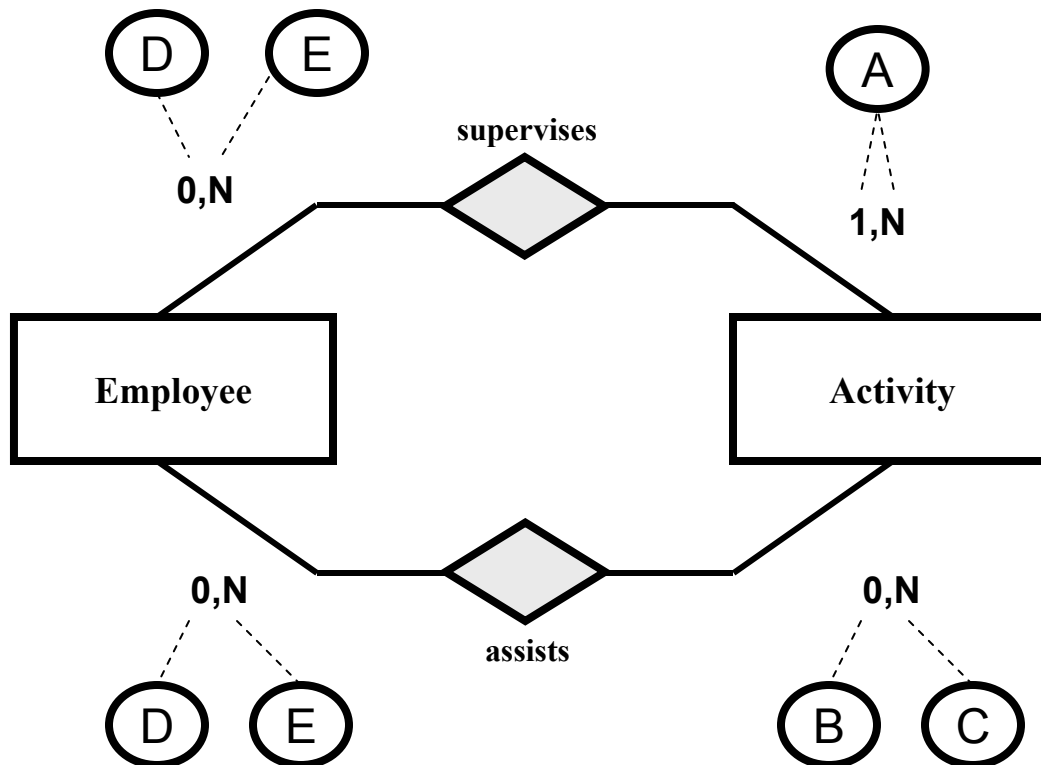 D E
A
supervises
0,N
1,N
Employee Activity
0,N 0,N
assists
D E B C